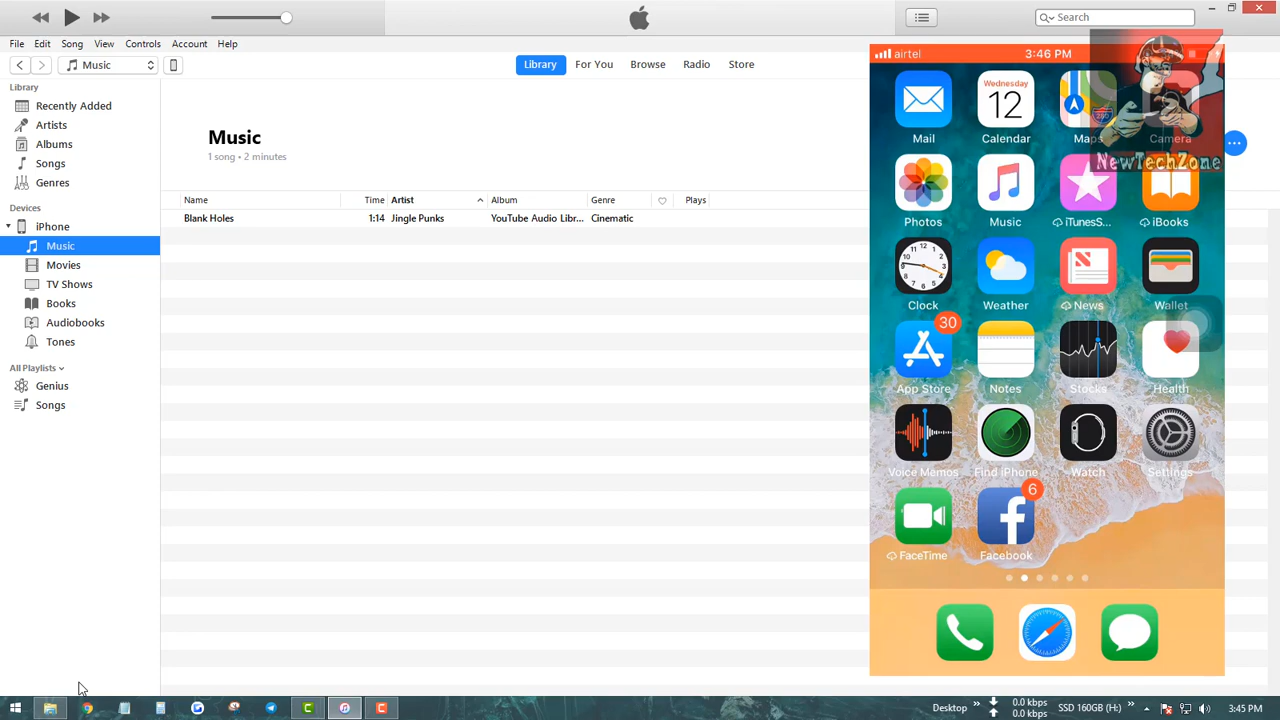 Search
File Edit Song View Controls Account Help
Music
Library For You Browse Radio Store
Library
Recently Added
Artists
Albums
Songs
Genres
Devices
iPhone
Music
Movies
TV Shows
Books
Audiobooks
Tones
All Playlists
Genius
Songs
Music
1 song • 2 minutes
Name Time Artist Album Genre Plays
Blank Holes 1:14 Jingle Punks YouTube Audio Libr... Cinematic
airtel 3:46 PM
Wednesday
12
280
Mail Calendar Maps Camera
NewTechZone
Photos Music iTunesS... iBooks
Clock Weather News Wallet
30
App Store Notes Stocks Health
Voice Memos Find iPhone Watch Settings
6
FaceTime Facebook
Desktop 0.0 kbps SSD 160GB (H:) 3:45 PM
0.0 kbps